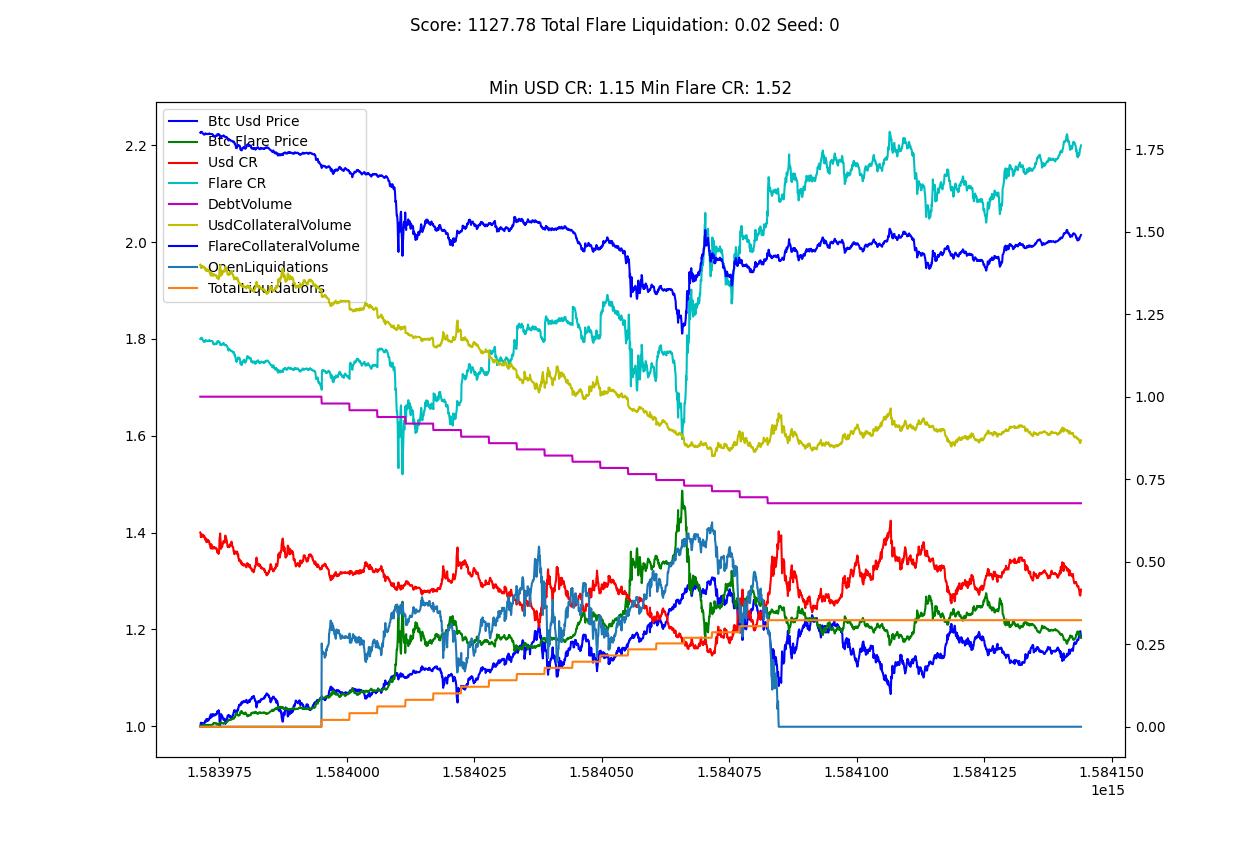 Score: 1127.78 Total Flare Liquidation: 0.02 Seed: 0
Min USD CR: 1.15 Min Flare CR: 1.52
Btc Usd Price
Btc Flare Price
Usd CR
Flare CR
DebtVolume
UsdCollateralVolume
FlareCollateralVolume
OpenLiquidations
TotalLiquidations
2.2
2.0
1.8
1.6
1.4
1.2
1.0
1.75
1.50
1.25
1.00
0.75
0.50
0.25
0.00
1.583975 1.584000 1.584025 1.584050 1.584075 1.584100 1.584125 1.584150
1e15